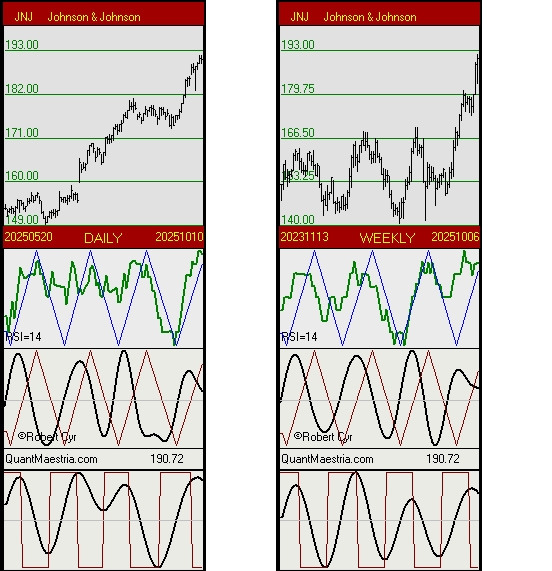 JNJ Johnson & Johnson
193.00
182.00
171.00
160.00
149.00
20250520 DAILY 20251010
RSI=14
©Robert Cyr
QuantMaestria.com 190.72
JNJ Johnson & Johnson
193.00
179.75
166.50
153.25
140.00
20231113 WEEKLY 20251006
RSI=14
©Robert Cyr
QuantMaestria.com 190.72